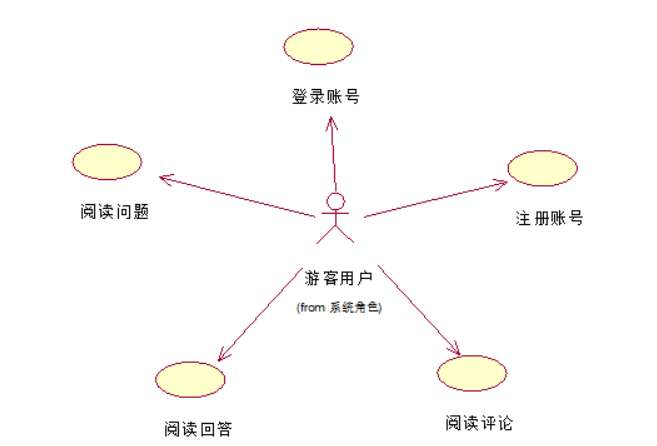 登录账号
阅读问题
注册账号
游客用户
(from 系统角色)
阅读回答
阅读评论